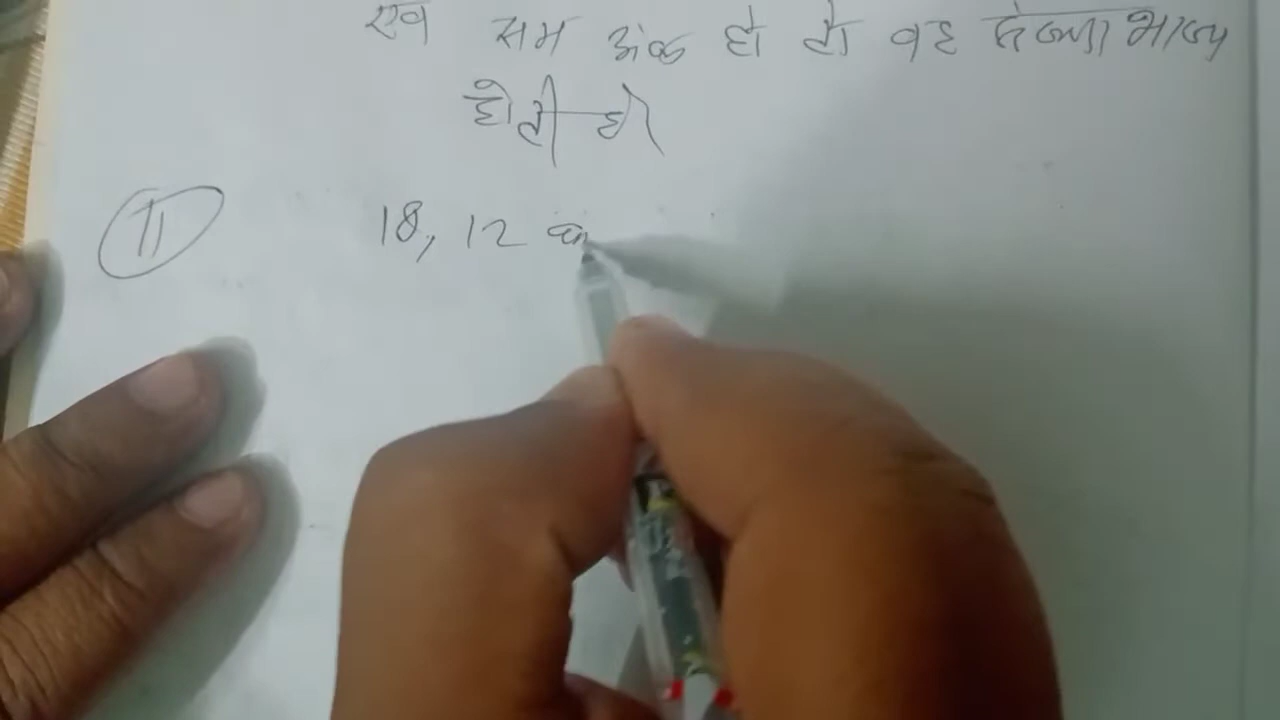 एवं सम अंक हो तो वह संख्या भाज्य
होती है
11 18, 12 का